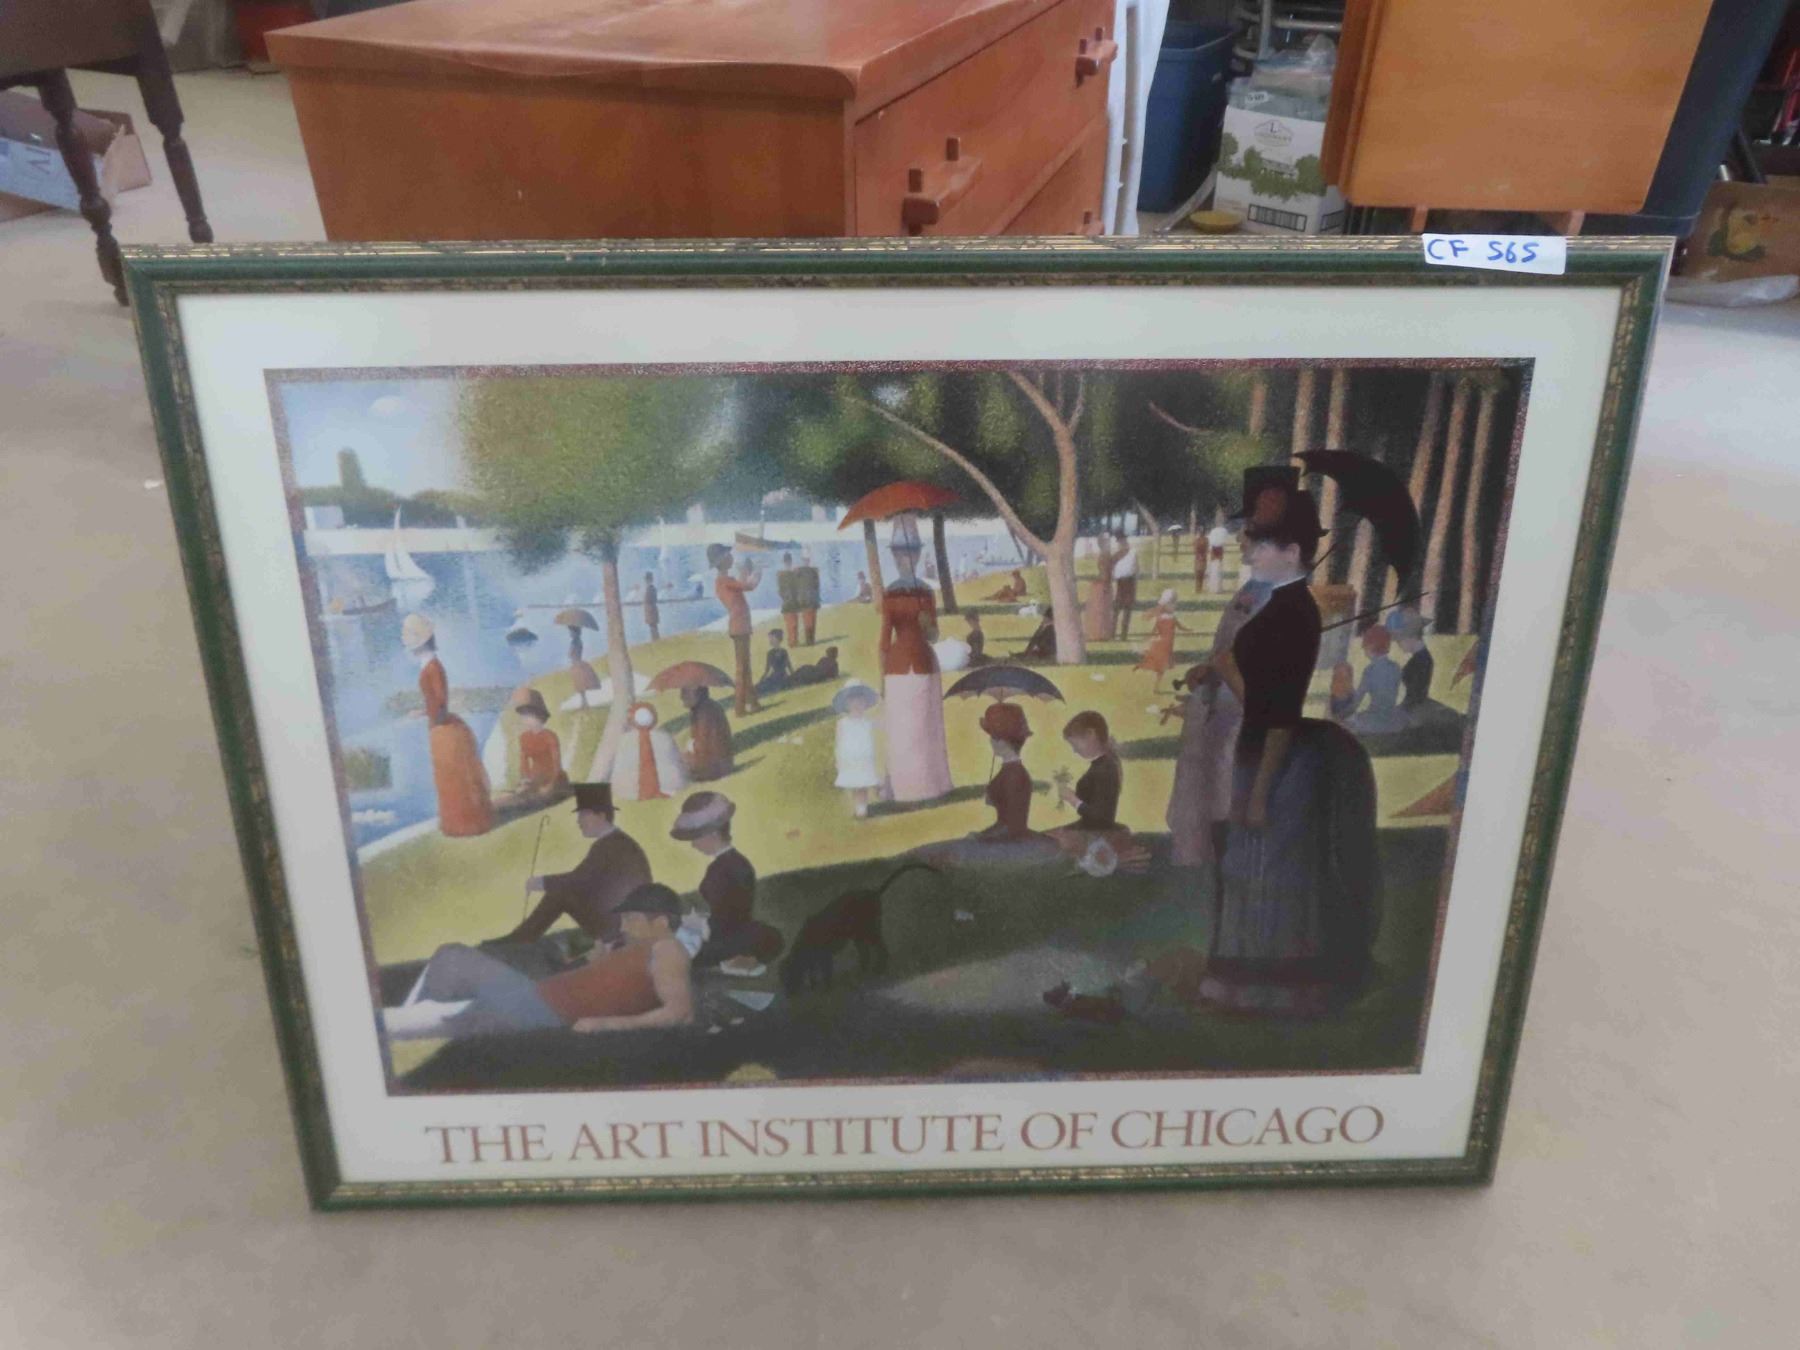 CF 565
THE ART INSTITUTE OF CHICAGO